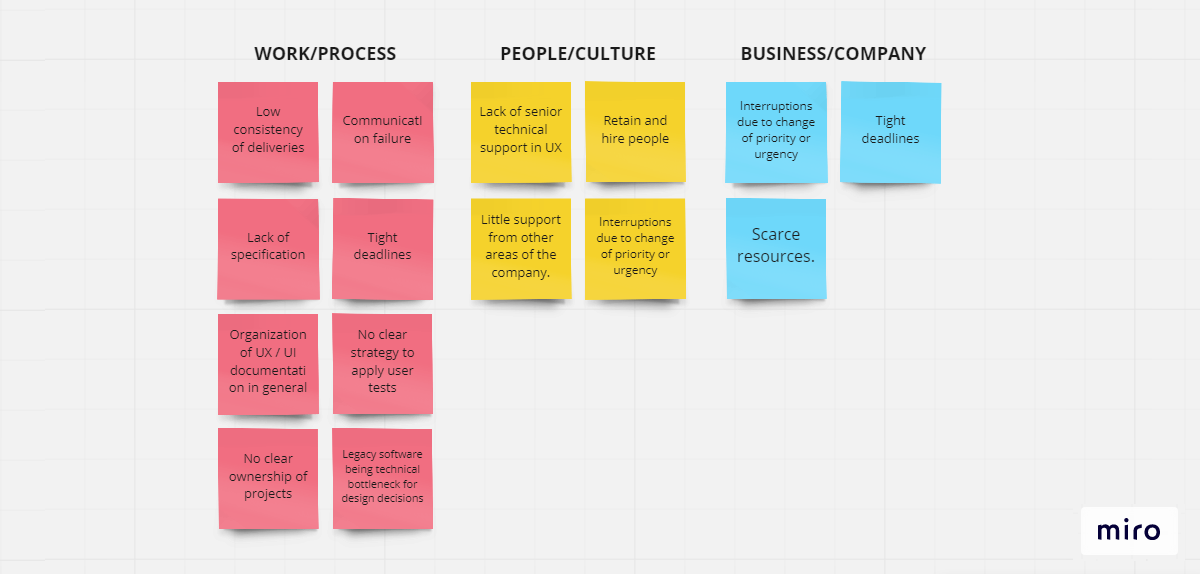 WORK/PROCESS
PEOPLE/CULTURE
BUSINESS/COMPANY
Low
consistency
of deliveries
Communicati
on failure
Lack of
specification
Tight
deadlines
Organization
of UX / UI
documentati
on in general
No clear
strategy to
apply user
tests
No clear
ownership of
projects
Legacy software
being technical
bottleneck for
design decisions
Lack of senior
technical
support in UX
Retain and
hire people
Little support
from other
areas of the
company.
Interruptions
due to change
of priority or
urgency
Interruptions
due to change
of priority or
urgency
Tight
deadlines
Scarce
resources.
miro